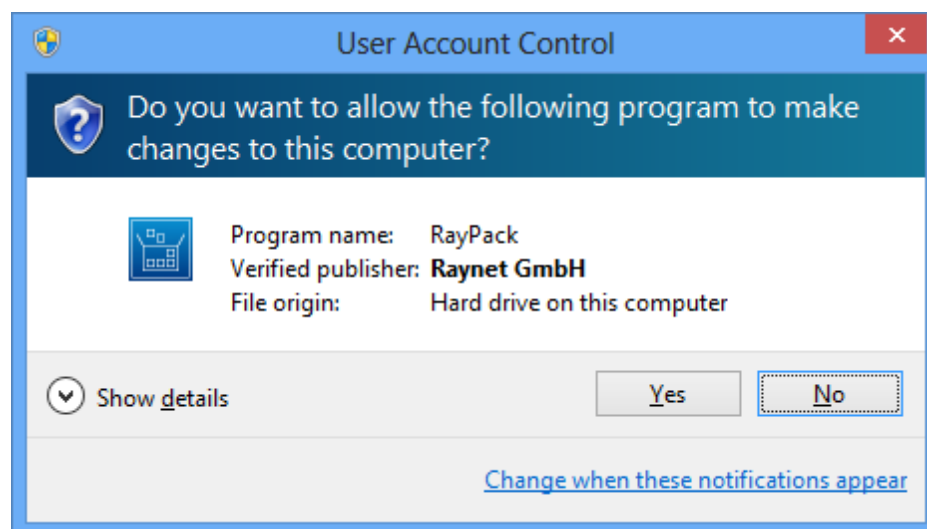 User Account Control
Do you want to allow the following program to make
changes to this computer?
Program name: RayPack
Verified publisher: Raynet GmbH
File origin: Hard drive on this computer
Show details
Yes
No
Change when these notifications appear